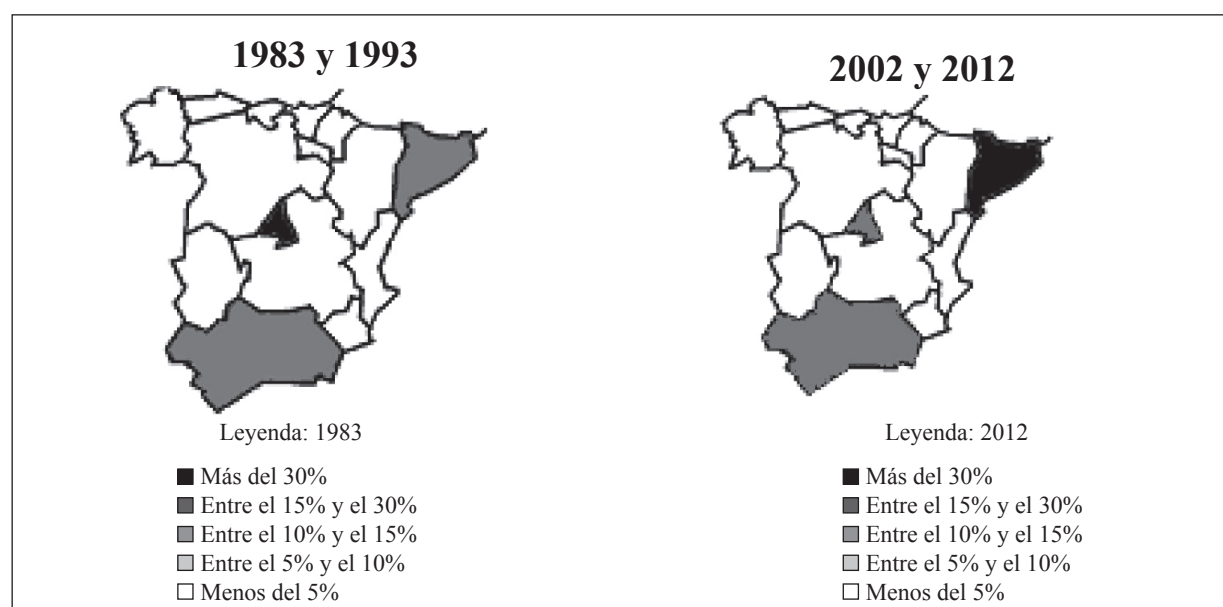 1983 y 1993
Leyenda: 1983
Más del 30%
Entre el 15% y el 30%
Entre el 10% y el 15%
Entre el 5% y el 10%
Menos del 5%
2002 y 2012
Leyenda: 2012
Más del 30%
Entre el 15% y el 30%
Entre el 10% y el 15%
Entre el 5% y el 10%
Menos del 5%